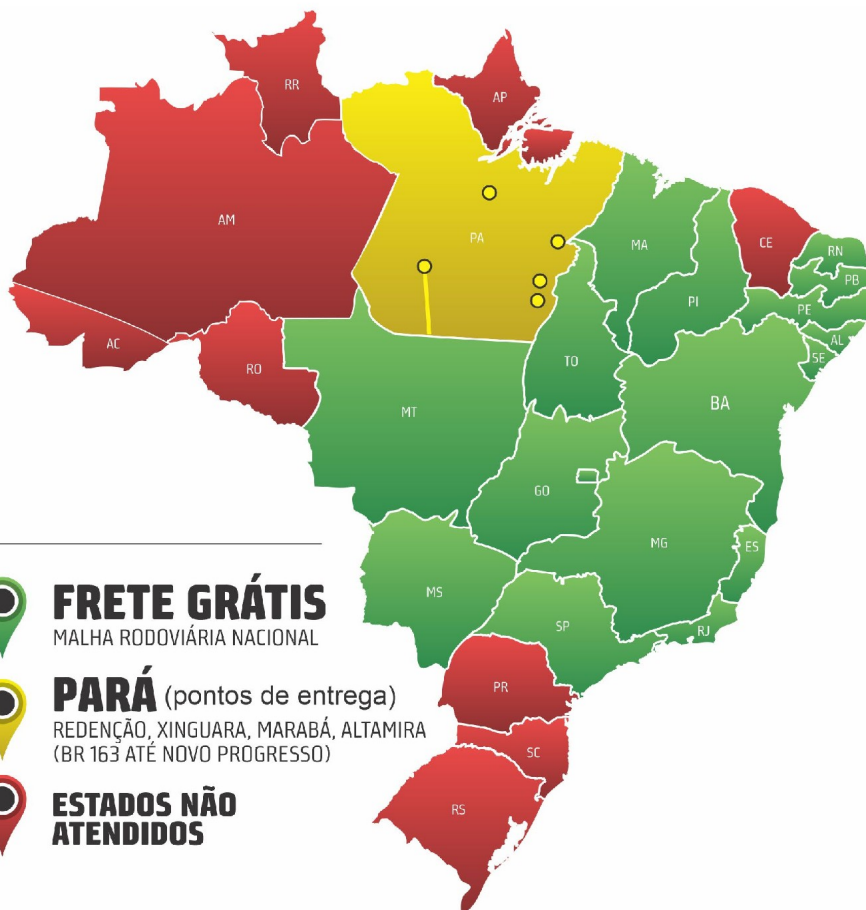 RR
AP
AM
PA
MA
CE
RN
PB
PI
PE
AL
SE
AC
RO
TO
MT
BA
GO
MG
ES
MS
SP
RJ
PR
SC
RS
FRETE GRÁTIS
MALHA RODOVIÁRIA NACIONAL
PARÁ (pontos de entrega)
REDENÇÃO, XINGUARA, MARABÁ, ALTAMIRA
(BR 163 ATÉ NOVO PROGRESSO)
ESTADOS NÃO
ATENDIDOS